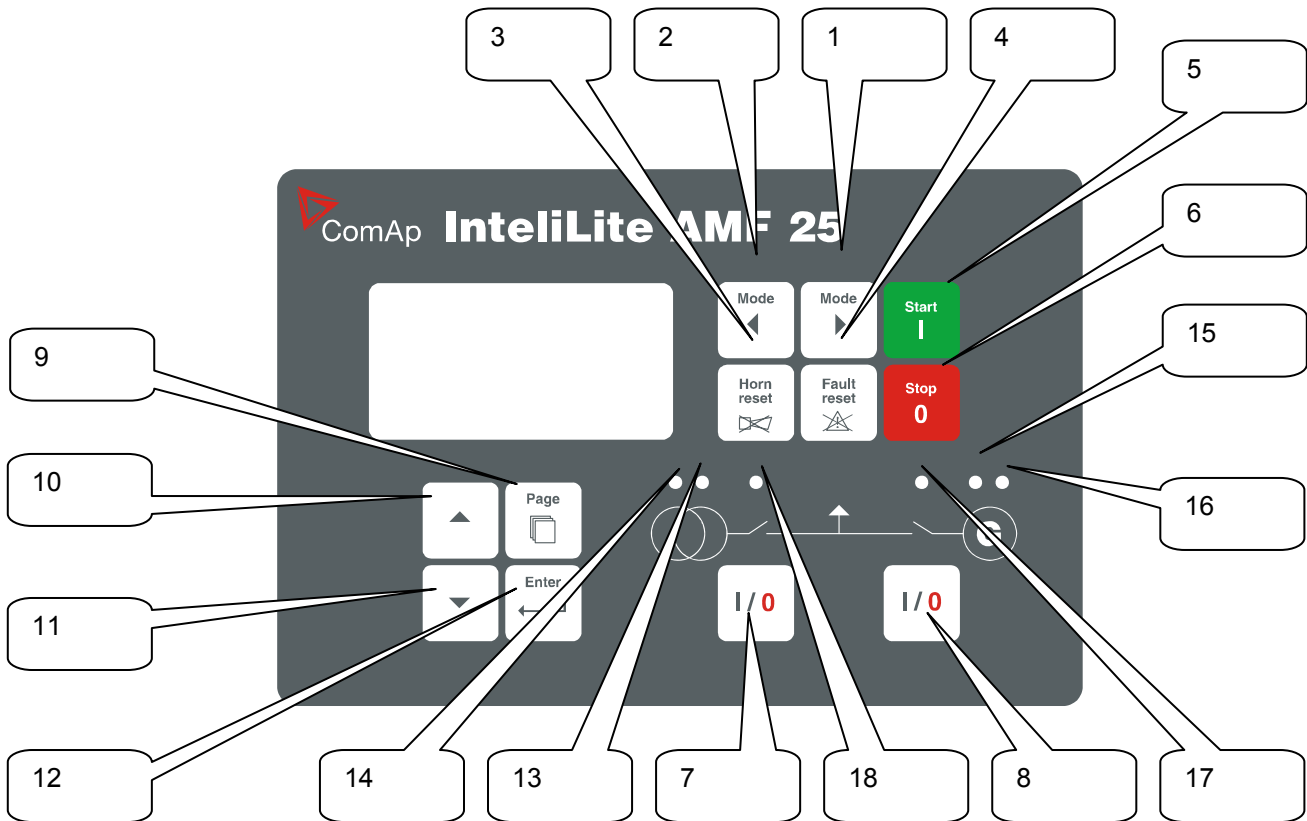 3 2 1 4
5
ComAp InteliLite AMF 25
6
Mode Mode Start
I
15
9
Horn reset Fault reset Stop
0
10
Page
16
11
Enter
I / 0 I / 0
12 14 13 7 18 8 17